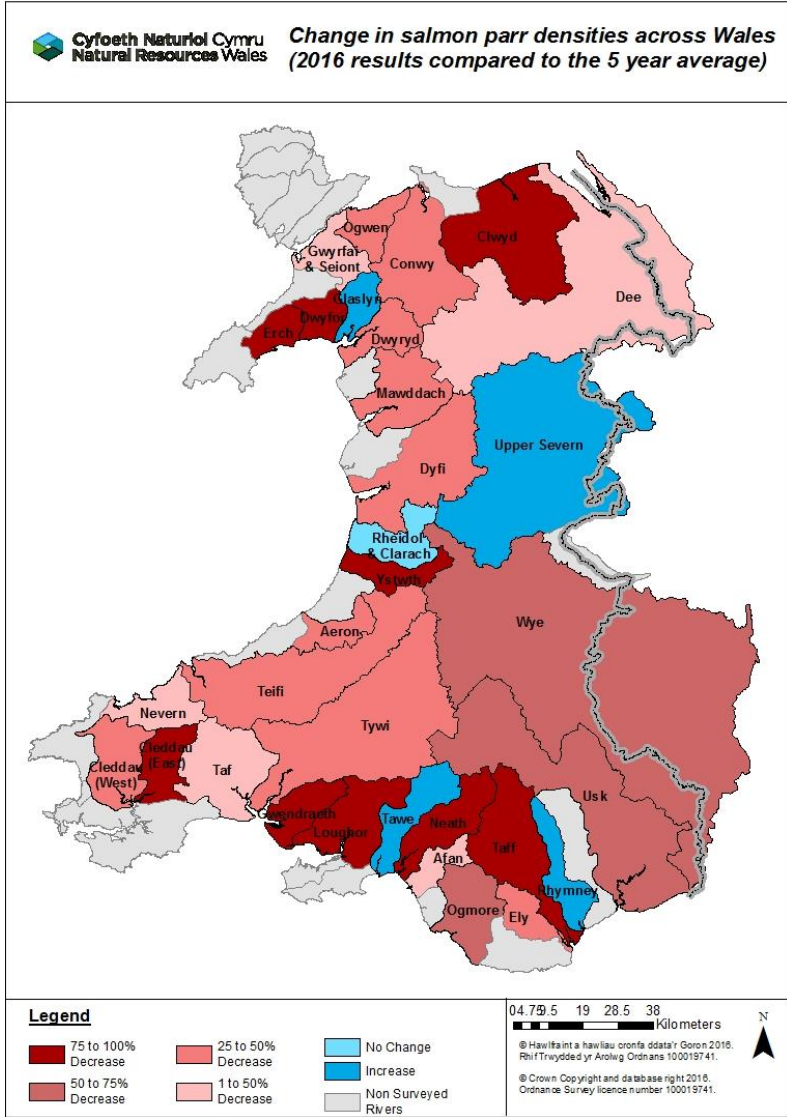 Cyfoeth Naturiol Cymru
Natural Resources Wales
Change in salmon parr densities across Wales
(2016 results compared to the 5 year average)
Ogwen
Gwyrfai
& Seiont
Conwy
Clwyd
Dee
Glaslyn
Dwyfor
Erch
Dwyryd
Mawddach
Upper Severn
Dyfi
Rheidol
& Clarach
Ystwth
Wye
Aeron
Teifi
Nevern
Tywi
Cleddau
(East)
Cleddau
(West)
Taf
Usk
Gwendraeth
Loughor
Tawe
Neath
Taff
Afan
Rhymney
Ogmore
Ely
Legend
75 to 100%
Decrease
50 to 75%
Decrease
25 to 50%
Decrease
1 to 50%
Decrease
No Change
Increase
Non Surveyed
Rivers
04.759.5 19 28.5 38
Kilometers
N
© Hawlfraint a hawliau cronfa ddata'r Goron 2016.
Rhif Trwydded yr Arolwg Ordnans 100019741.
© Crown Copyright and database right 2016.
Ordnance Survey licence number 100019741.